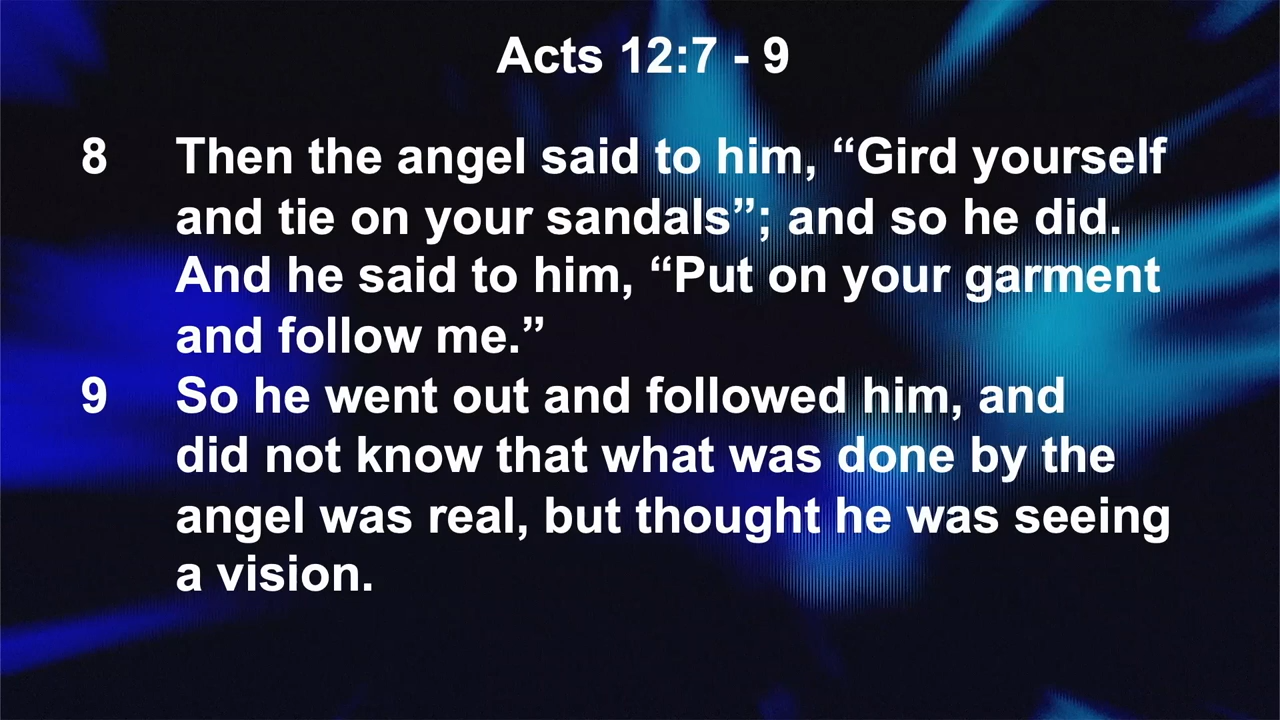 Acts 12:7 - 9
8 Then the angel said to him, “Gird yourself
and tie on your sandals”; and so he did.
And he said to him, “Put on your garment
and follow me.”
9 So he went out and followed him, and
did not know that what was done by the
angel was real, but thought he was seeing
a vision.